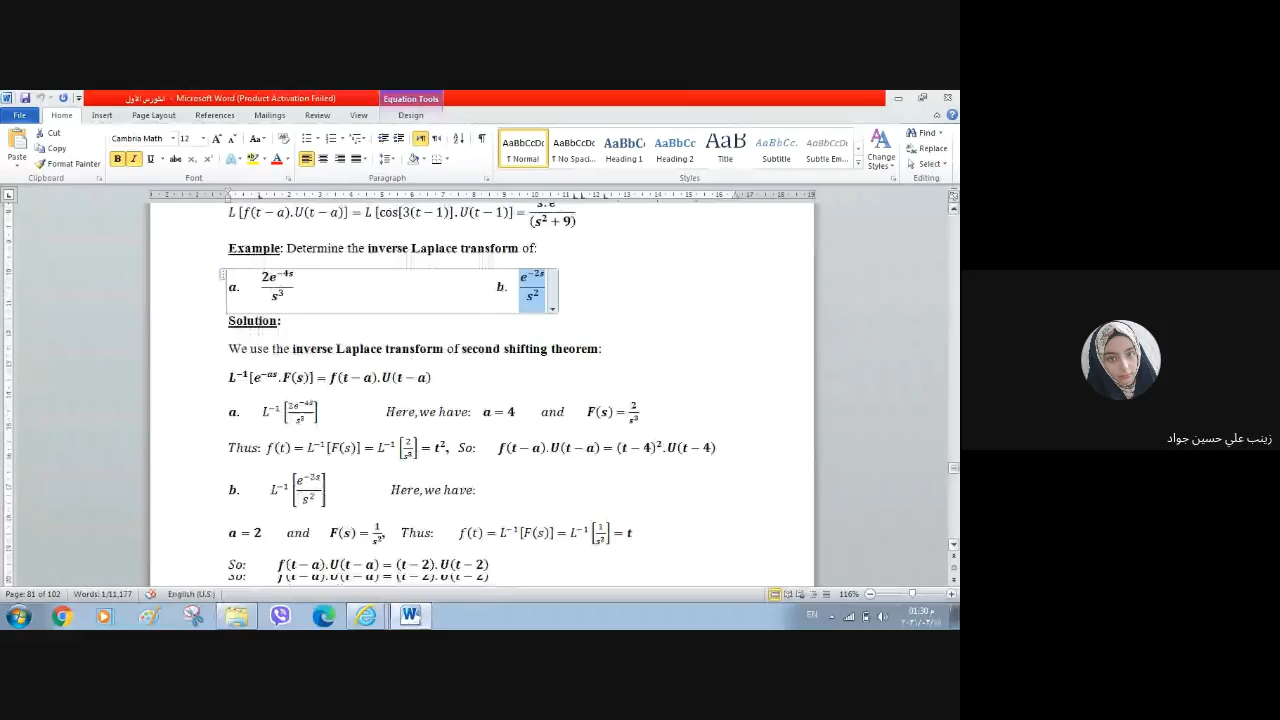 الكورس الأول - Microsoft Word (Product Activation Failed)
Equation Tools
File Home Insert Page Layout References Mailings Review View Design
Paste
Cut
Copy
Format Painter
Clipboard
Cambria Math 12
Font
Paragraph
AaBbCcDc AaBbCcDc AaBbC AaBbCc AaB AaBbCc. AaBbCcDc
¶ Normal ¶ No Spaci... Heading 1 Heading 2 Title Subtitle Subtle Em...
Styles
Change Styles
Find
Replace
Select
Editing
L [f(t−a).U(t−a)] = L [cos[3(t−1)].U(t−1)] = s.e / (s² + 9)
Example: Determine the inverse Laplace transform of:
a. 2e⁻⁴ˢ / s³ b. e⁻²ˢ / s²
Solution:
We use the inverse Laplace transform of second shifting theorem:
L⁻¹[e⁻ᵃˢ.F(s)] = f(t−a).U(t−a)
a. L⁻¹ [2e⁻⁴ˢ / s³] Here, we have: a = 4 and F(s) = 2 / s³
Thus: f(t) = L⁻¹[F(s)] = L⁻¹ [2 / s³] = t², So: f(t−a).U(t−a) = (t−4)².U(t−4)
b. L⁻¹ [e⁻²ˢ / s²] Here, we have:
a = 2 and F(s) = 1 / s², Thus: f(t) = L⁻¹[F(s)] = L⁻¹ [1 / s²] = t
So: f(t−a).U(t−a) = (t−2).U(t−2)
So: f(t−a).U(t−a) = (t−2).U(t−2)
Page: 81 of 102 Words: 1/11,177 English (U.S.) 116%
EN
01:30 م
زينب علي حسين جواد